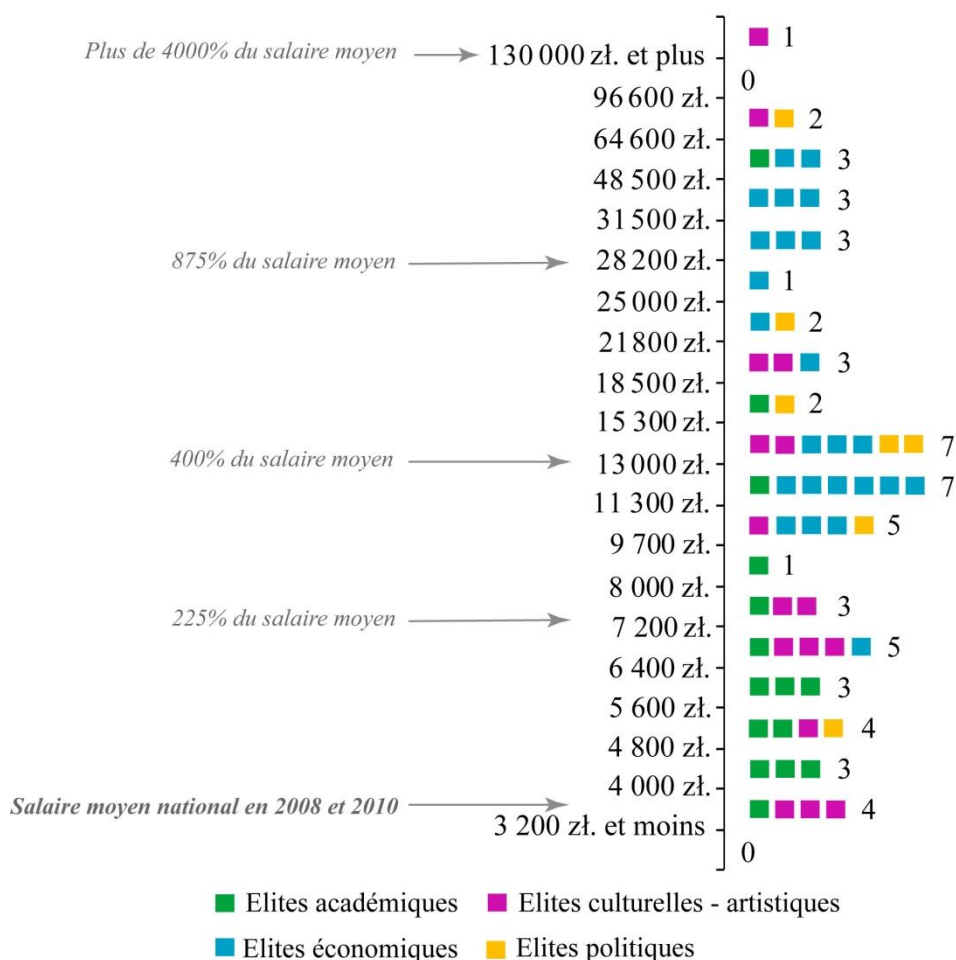 Plus de 4000% du salaire moyen
130 000 zł. et plus
1
0
96 600 zł.
2
64 600 zł.
3
48 500 zł.
3
31 500 zł.
3
875% du salaire moyen
28 200 zł.
1
25 000 zł.
2
21 800 zł.
3
18 500 zł.
2
15 300 zł.
7
400% du salaire moyen
13 000 zł.
7
11 300 zł.
5
9 700 zł.
1
8 000 zł.
3
225% du salaire moyen
7 200 zł.
5
6 400 zł.
3
5 600 zł.
4
4 800 zł.
3
4 000 zł.
Salaire moyen national en 2008 et 2010
4
3 200 zł. et moins
0
Elites académiques
Elites culturelles - artistiques
Elites économiques
Elites politiques